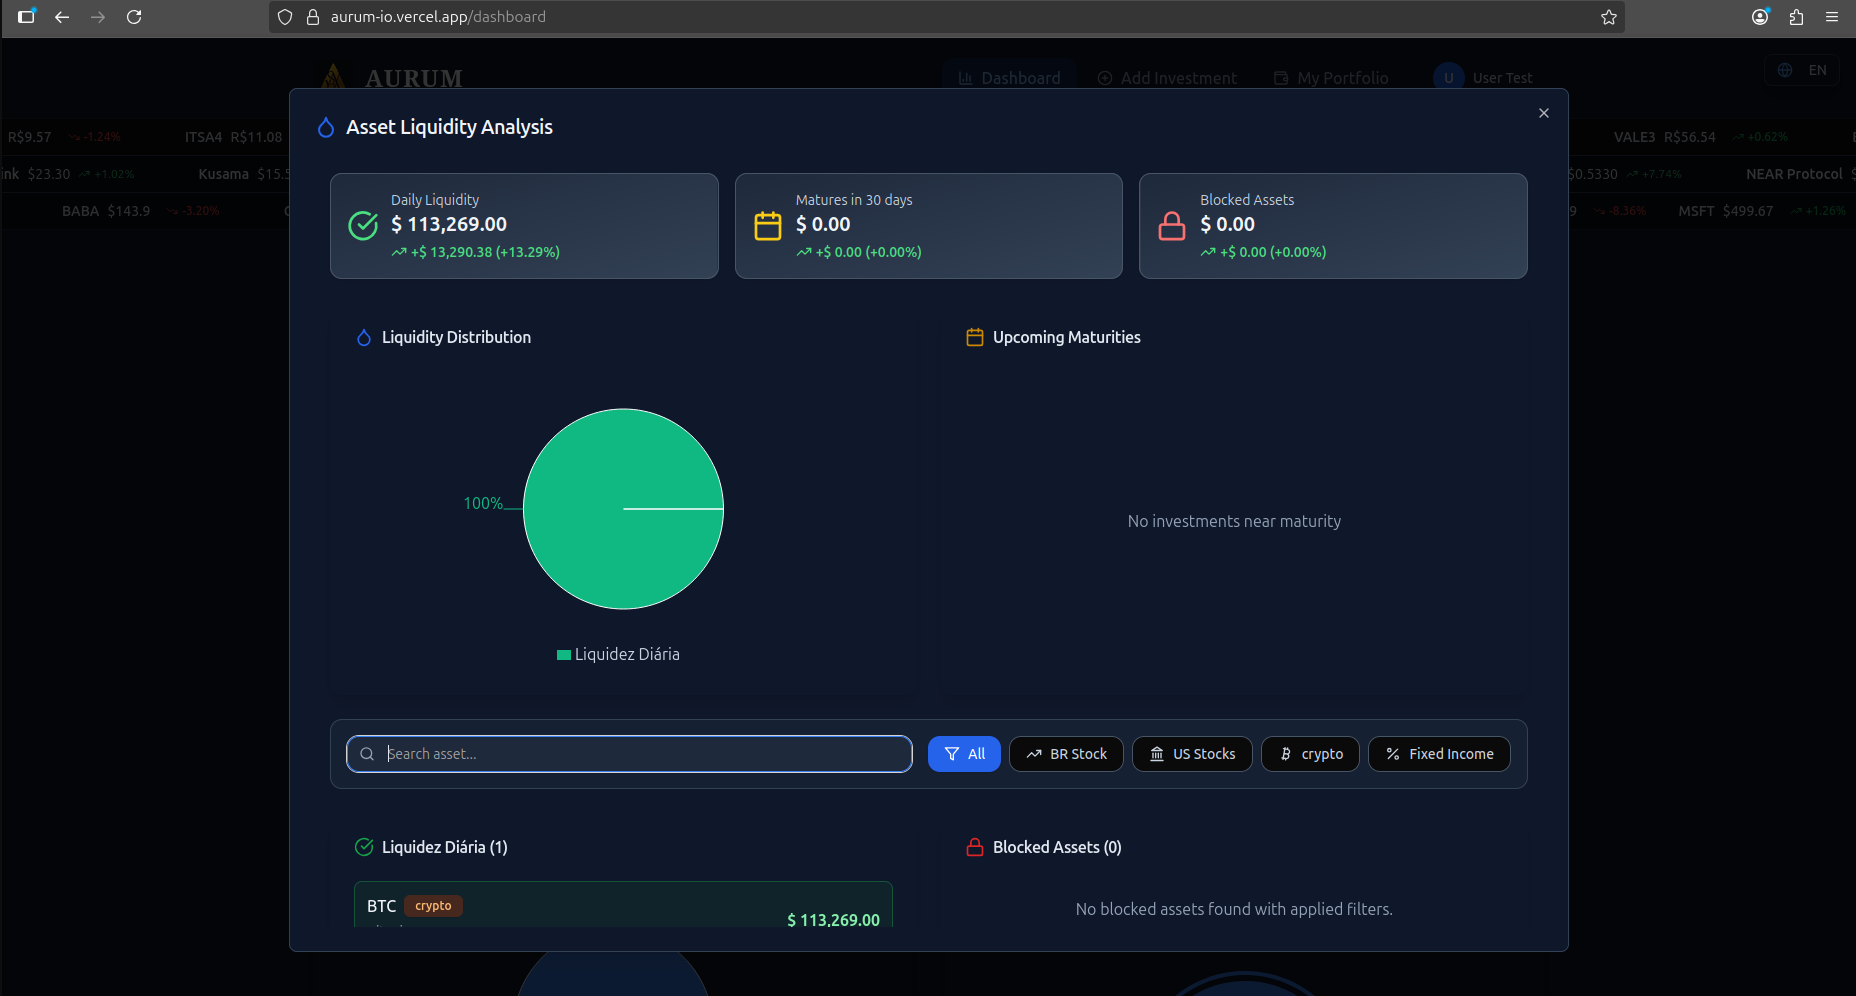 aurum-io.vercel.app/dashboard
AURUM
Dashboard
Add Investment
My Portfolio
U
User Test
EN
R$9.57 -1.24% ITSA4 R$11.08
VALE3 R$56.54 +0.62%
ink $23.30 +1.02% Kusama $15.5
$0.5330 +7.74% NEAR Protocol
BABA $143.9 -3.20%
9 -8.36% MSFT $499.67 +1.26%
Asset Liquidity Analysis
Daily Liquidity
$ 113,269.00
+$ 13,290.38 (+13.29%)
Matures in 30 days
$ 0.00
+$ 0.00 (+0.00%)
Blocked Assets
$ 0.00
+$ 0.00 (+0.00%)
Liquidity Distribution
100%
Liquidez Diária
Upcoming Maturities
No investments near maturity
Search asset...
All
BR Stock
US Stocks
crypto
Fixed Income
Liquidez Diária (1)
BTC crypto
$ 113,269.00
Blocked Assets (0)
No blocked assets found with applied filters.